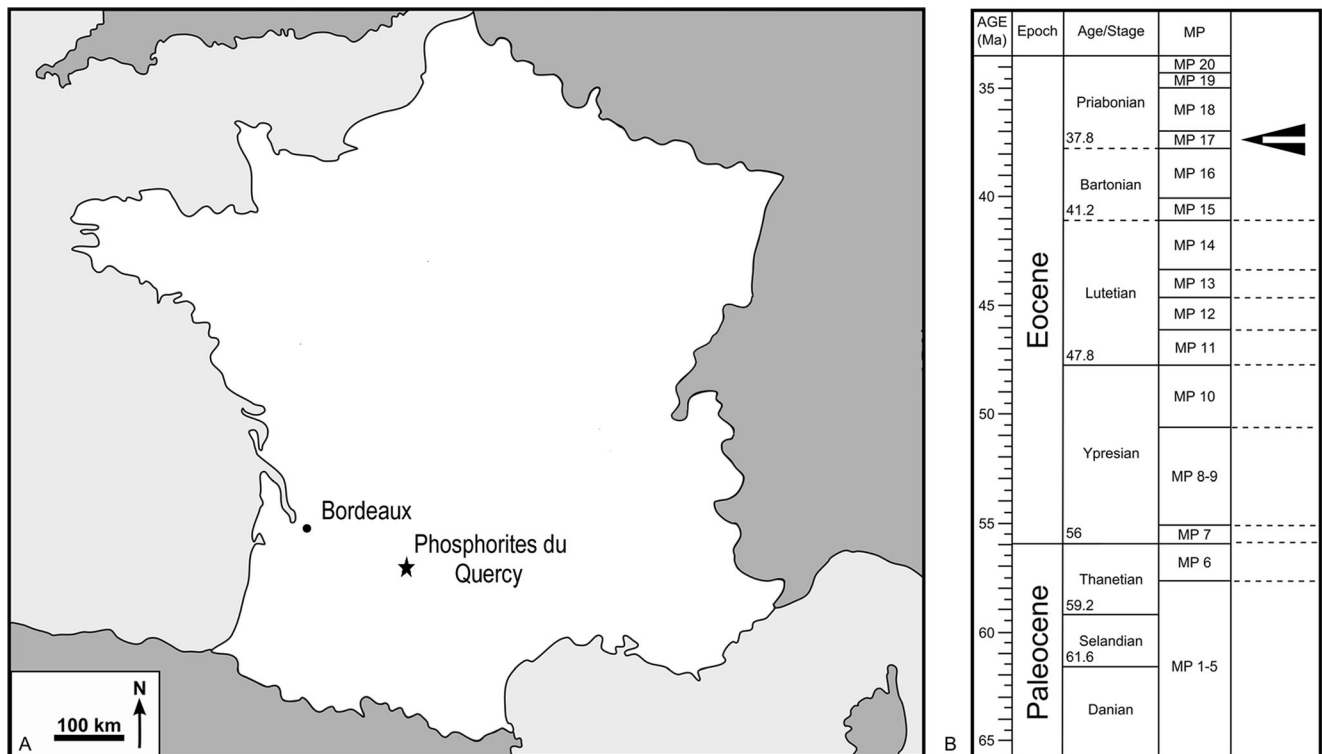 Bordeaux
Phosphorites du
Quercy
N
100 km
A
AGE
(Ma)
Epoch
Age/Stage
MP
35
40
45
50
55
60
65
Eocene
Paleocene
Priabonian
37.8
Bartonian
41.2
Lutetian
47.8
Ypresian
56
Thanetian
59.2
Selandian
61.6
Danian
MP 20
MP 19
MP 18
MP 17
MP 16
MP 15
MP 14
MP 13
MP 12
MP 11
MP 10
MP 8-9
MP 7
MP 6
MP 1-5
B